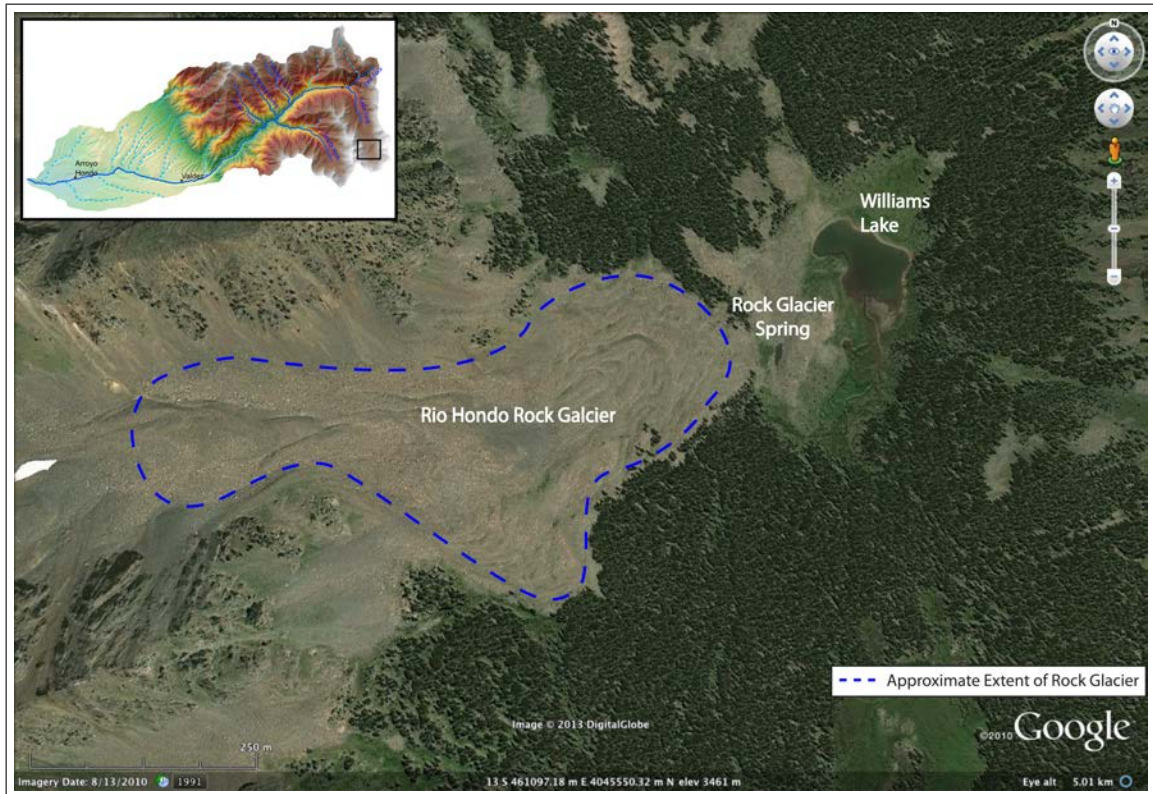 Arroyo
Hondo
Valdez
N
Williams
Lake
Rock Glacier
Spring
Rio Hondo Rock Galcier
Approximate Extent of Rock Glacier
Image © 2013 DigitalGlobe
©2010 Google
250 m
Imagery Date: 8/13/2010 1991 13 S 461097.18 m E 4045550.32 m N elev 3461 m Eye alt 5.01 km